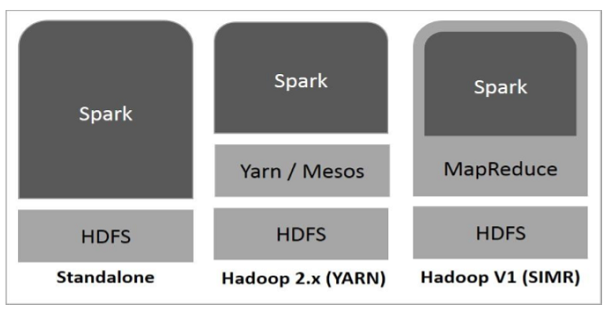 Spark
HDFS
Standalone
Spark
Yarn / Mesos
HDFS
Hadoop 2.x (YARN)
Spark
MapReduce
HDFS
Hadoop V1 (SIMR)